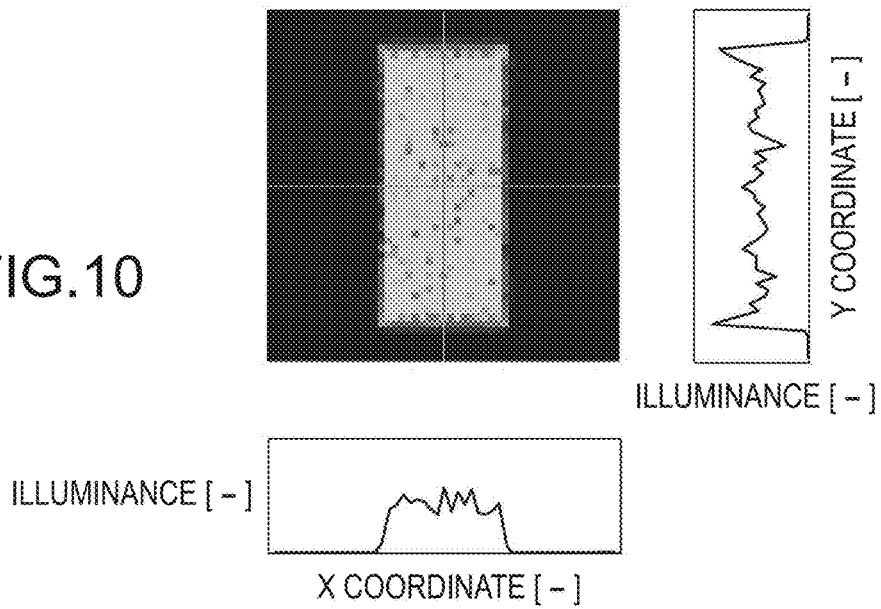 FIG.10
Y COORDINATE [ − ]
ILLUMINANCE [ − ]
ILLUMINANCE [ − ]
X COORDINATE [ − ]